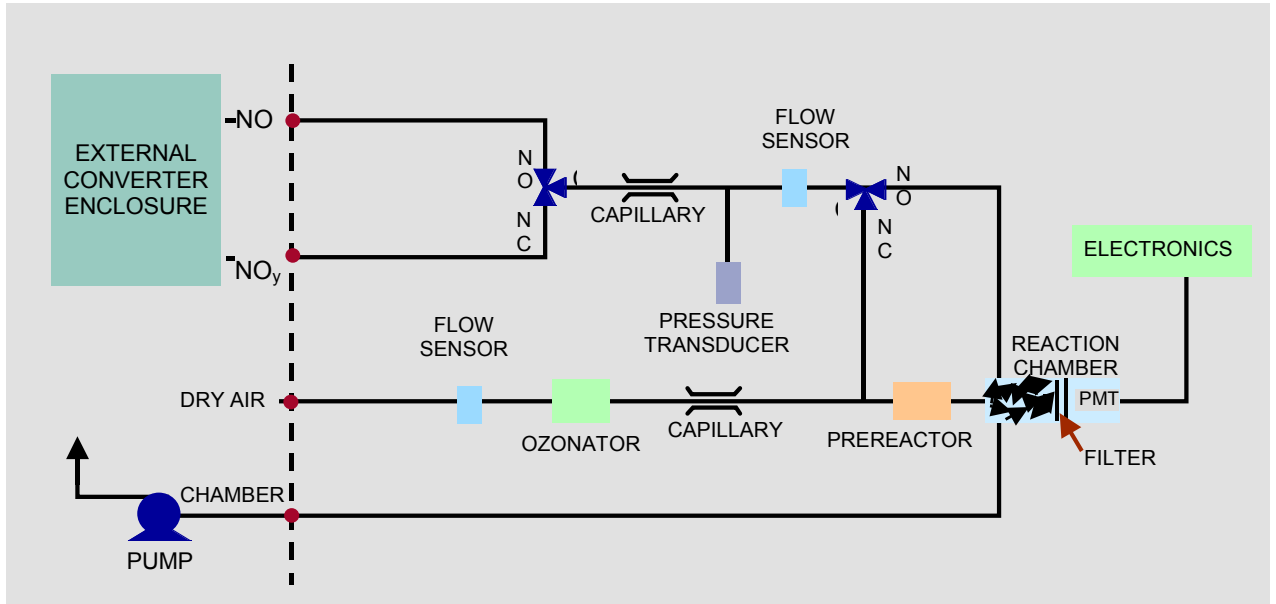 EXTERNAL
CONVERTER
ENCLOSURE
NO
NOy
N
O
N
C
CAPILLARY
FLOW
SENSOR
N
O
N
C
PRESSURE
TRANSDUCER
ELECTRONICS
FLOW
SENSOR
DRY AIR
OZONATOR
CAPILLARY
PREREACTOR
REACTION
CHAMBER
PMT
FILTER
CHAMBER
PUMP